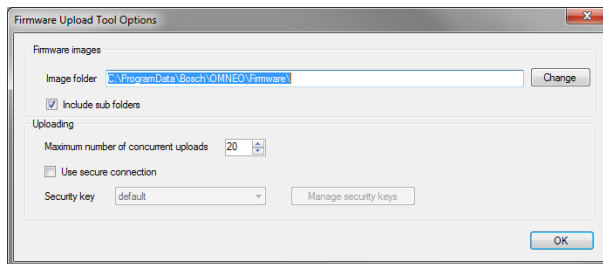 Firmware Upload Tool Options
Firmware images
Image folder C:\ProgramData\Bosch\OMNEO\Firmware\ Change
Include sub folders
Uploading
Maximum number of concurrent uploads 20
Use secure connection
Security key default Manage security keys
OK